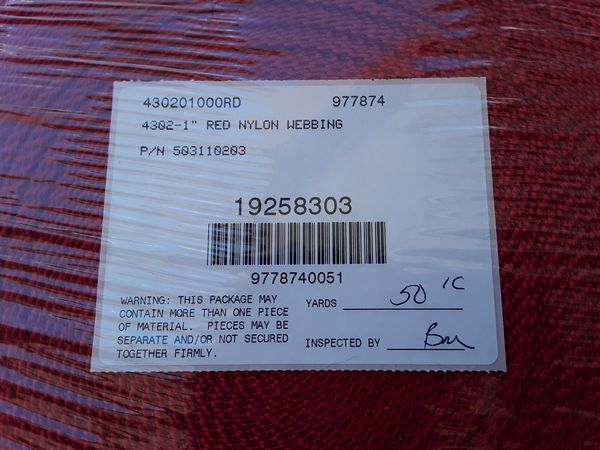 430201000RD 977874
4302-1" RED NYLON WEBBING
P/N 503110203
19258303
9778740051
WARNING: THIS PACKAGE MAY
CONTAIN MORE THAN ONE PIECE
OF MATERIAL. PIECES MAY BE
SEPARATE AND/OR NOT SECURED
TOGETHER FIRMLY.
YARDS 50 1C
INSPECTED BY Bm